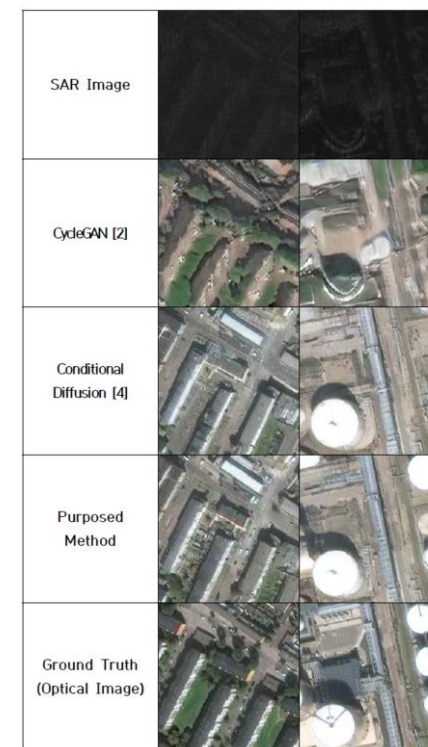 SAR Image
CycleGAN [2]
Conditional
Diffusion [4]
Purposed
Method
Ground Truth
(Optical Image)